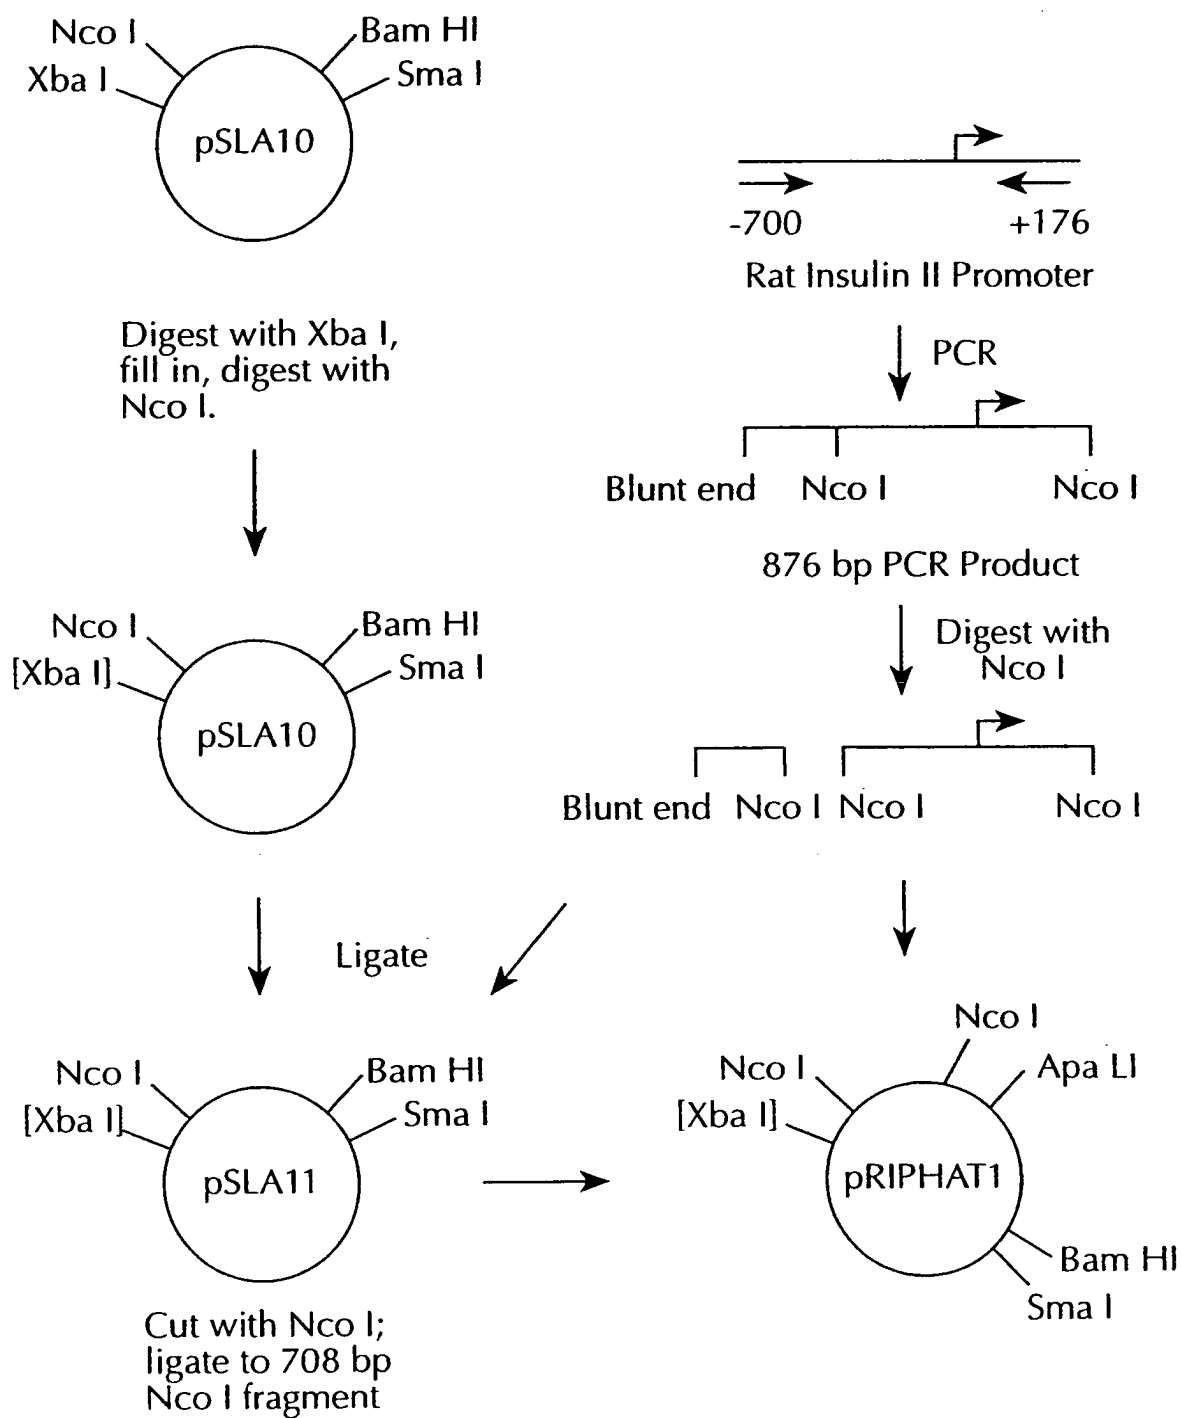 Nco I
Bam HI
Xba I
Sma I
pSLA10
-700
+176
Rat Insulin II Promoter
Digest with Xba I,
fill in, digest with
Nco I.
PCR
Blunt end
Nco I
Nco I
876 bp PCR Product
Digest with
Nco I
Nco I
Bam HI
[Xba I]
Sma I
pSLA10
Blunt end
Nco I
Nco I
Nco I
Ligate
Nco I
Bam HI
[Xba I]
Sma I
pSLA11
Nco I
Nco I
Apa LI
[Xba I]
pRIPHAT1
Bam HI
Sma I
Cut with Nco I;
ligate to 708 bp
Nco I fragment